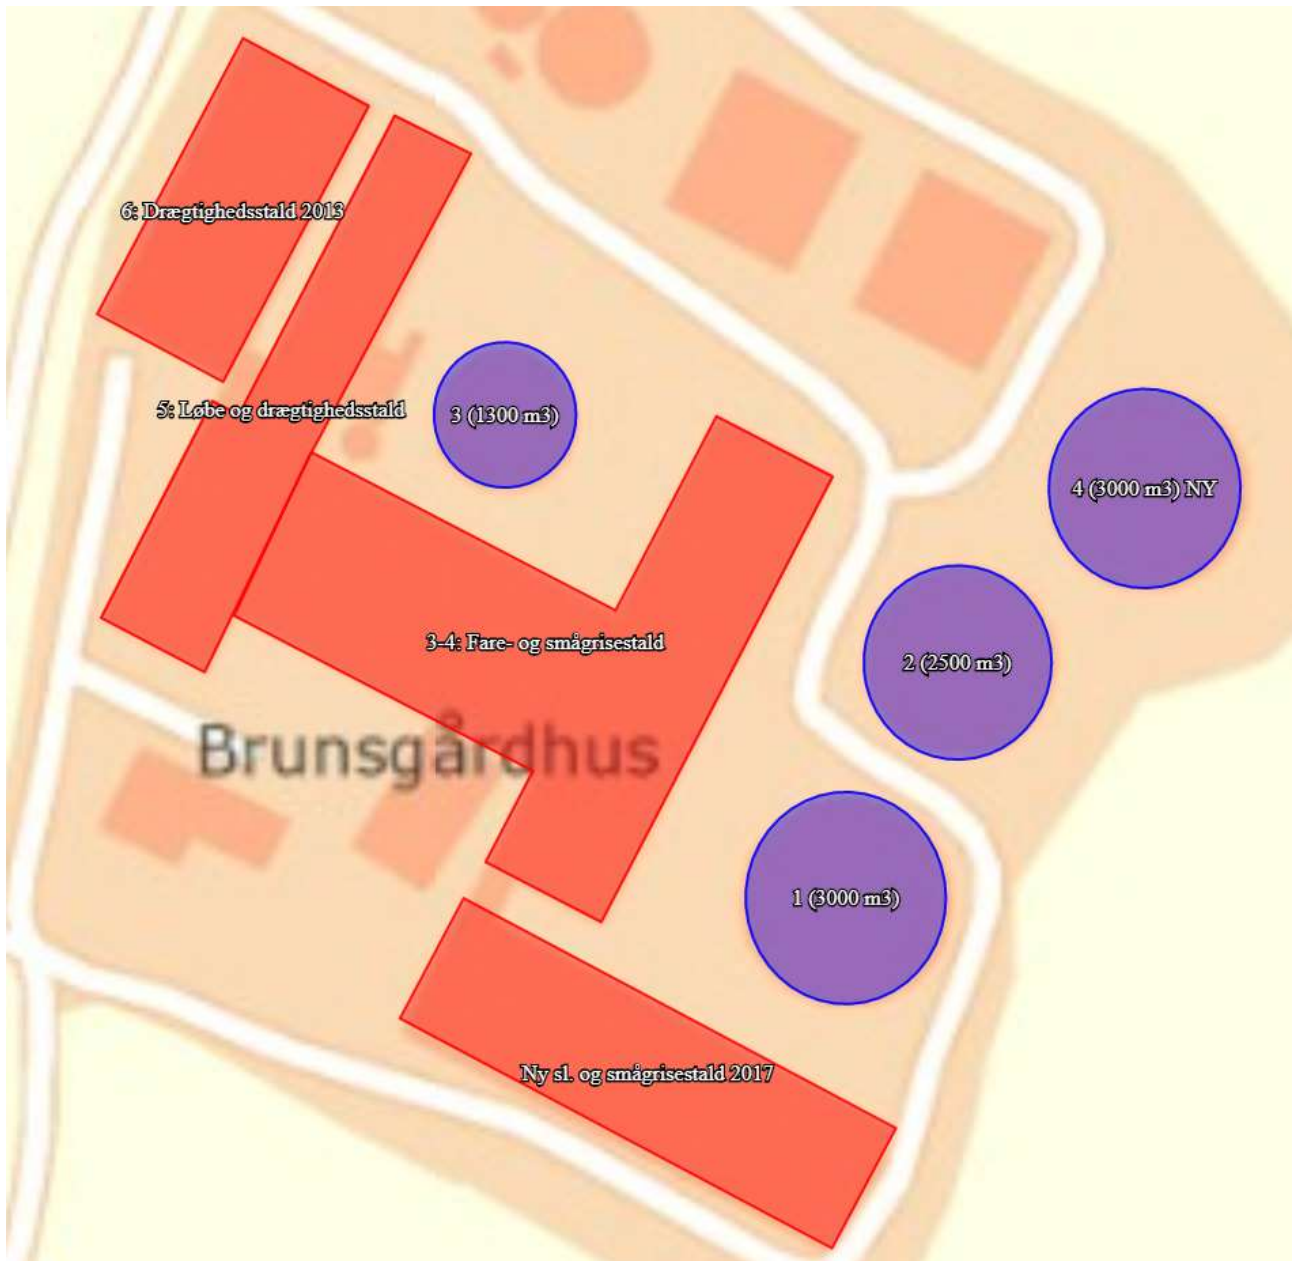 6: Drægtighedsstald 2013
5: Løbe og drægtighedsstald
3 (1300 m3)
4 (3000 m3) NY
3-4: Fare- og smågrisestald
2 (2500 m3)
Brunsgårdhus
1 (3000 m3)
Ny sl. og smågrisestald 2017